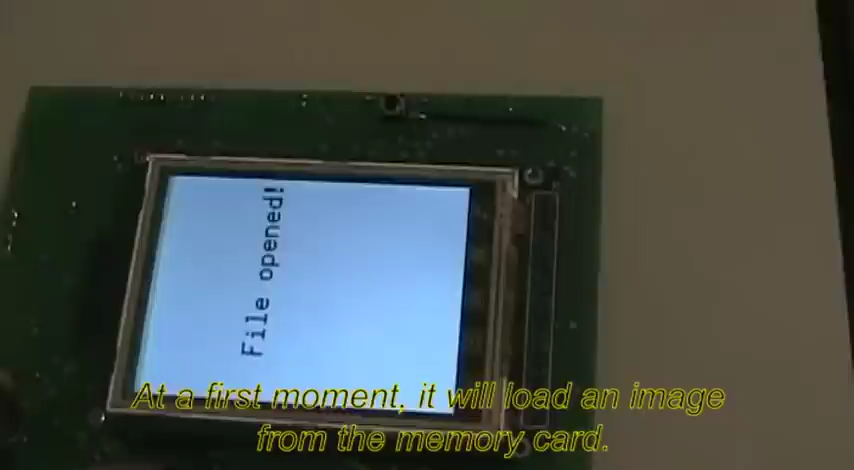 File opened!
At a first moment, it will load an image
from the memory card.